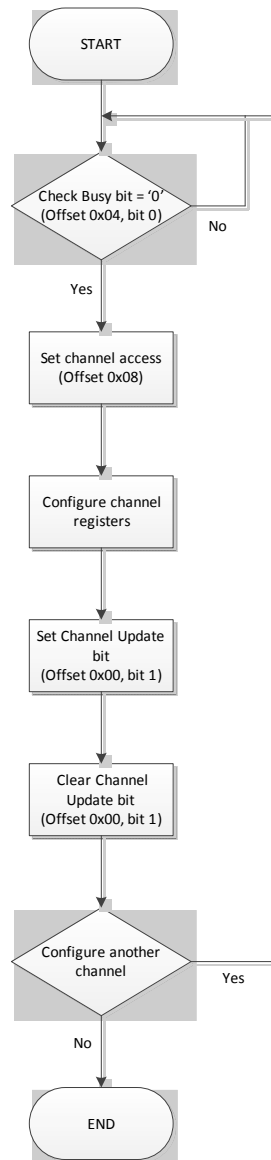 START
Check Busy bit = ‘0’
(Offset 0x04, bit 0)
No
Yes
Set channel access
(Offset 0x08)
Configure channel
registers
Set Channel Update
bit
(Offset 0x00, bit 1)
Clear Channel
Update bit
(Offset 0x00, bit 1)
Configure another
channel
Yes
No
END